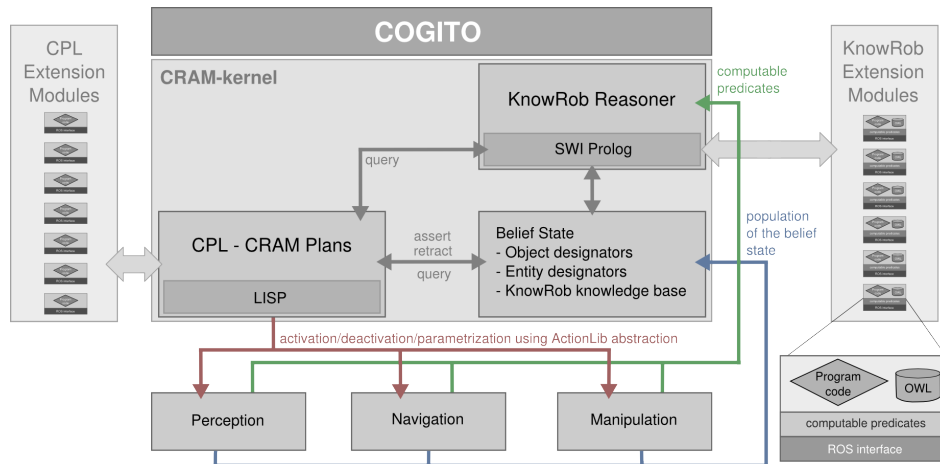 COGITO
CPL
Extension
Modules
KnowRob
Extension
Modules
CRAM-kernel
KnowRob Reasoner
SWI Prolog
computable
predicates
query
CPL - CRAM Plans
LISP
assert
retract
query
Belief State
- Object designators
- Entity designators
- KnowRob knowledge base
population
of the belief
state
activation/deactivation/parametrization using ActionLib abstraction
Perception
Navigation
Manipulation
Program
code
OWL
computable predicates
ROS interface